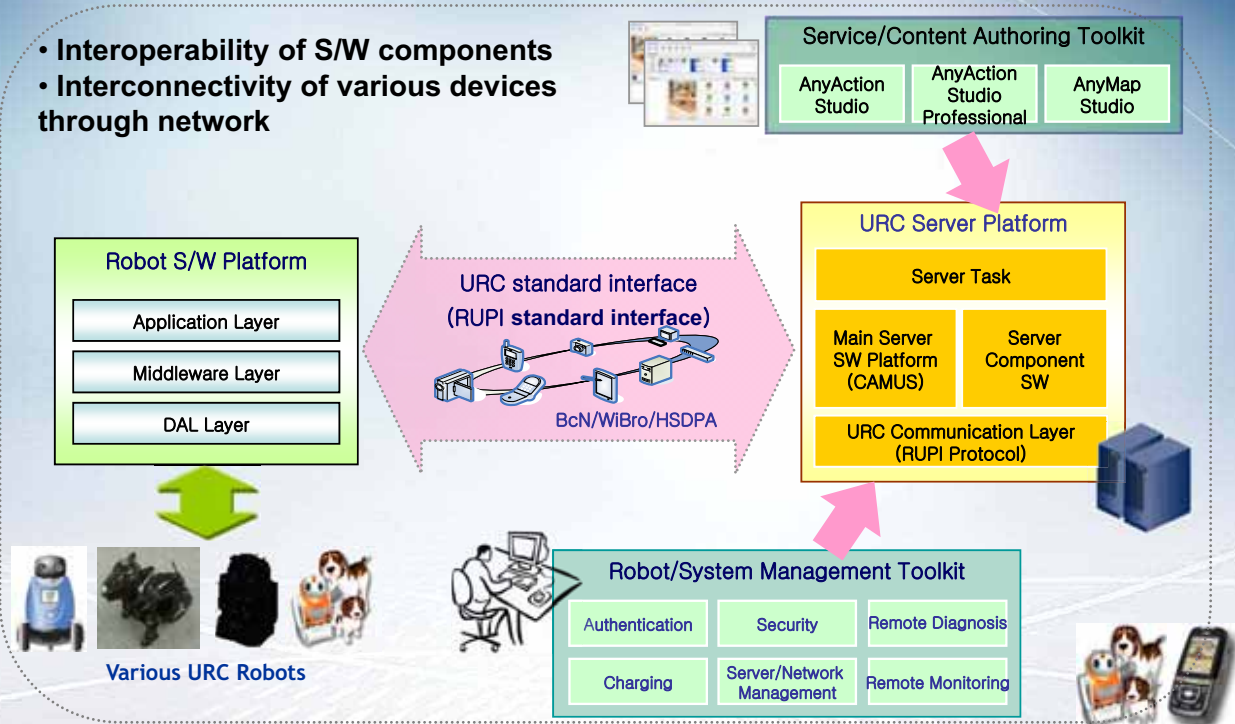 • Interoperability of S/W components
• Interconnectivity of various devices
through network
Service/Content Authoring Toolkit
AnyAction
Studio
AnyAction
Studio
Professional
AnyMap
Studio
Robot S/W Platform
Application Layer
Middleware Layer
DAL Layer
URC standard interface
(RUPI standard interface)
BcN/WiBro/HSDPA
URC Server Platform
Server Task
Main Server
SW Platform
(CAMUS)
Server
Component
SW
URC Communication Layer
(RUPI Protocol)
Various URC Robots
Robot/System Management Toolkit
Authentication
Security
Remote Diagnosis
Charging
Server/Network
Management
Remote Monitoring